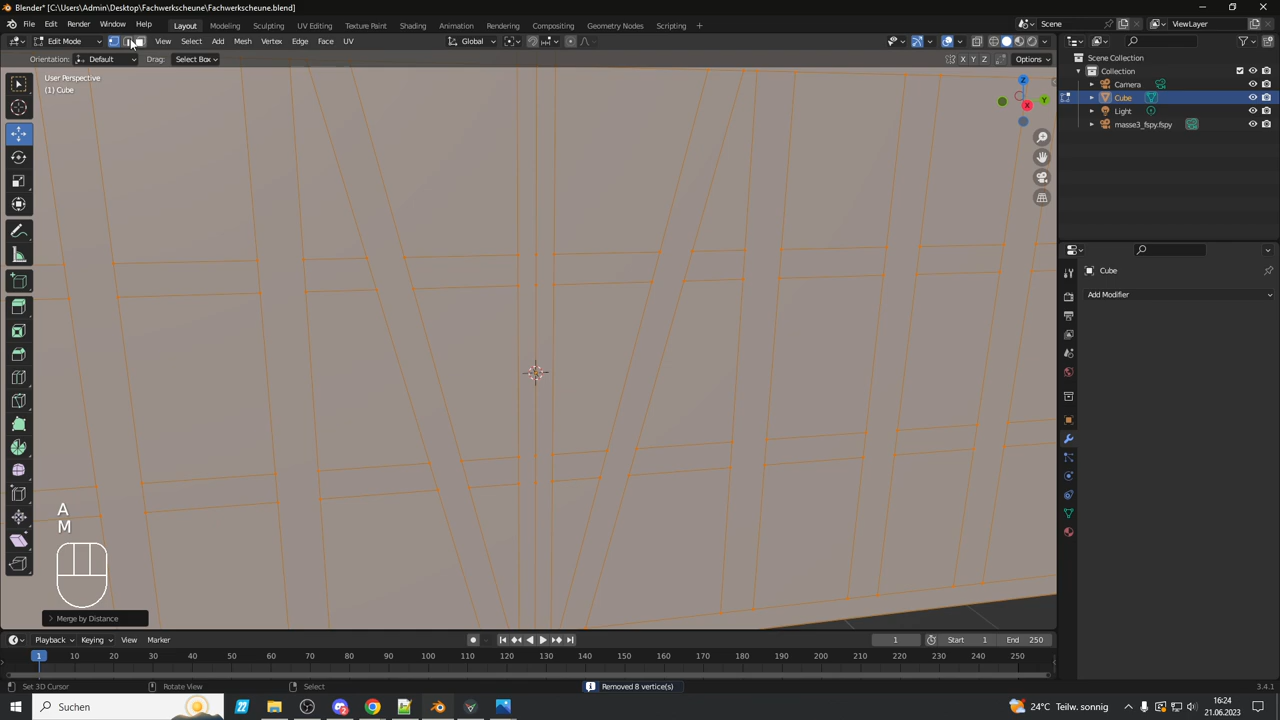 Blender* [C:\Users\Admin\Desktop\Fachwerkscheune\Fachwerkscheune.blend]
File Edit Render Window Help Layout Modeling Sculpting UV Editing Texture Paint Shading Animation Rendering Compositing Geometry Nodes Scripting + Scene ViewLayer
Edit Mode View Select Add Mesh Vertex Edge Face UV Global
Orientation: Default Drag: Select Box X Y Z Options
User Perspective
(1) Cube
Z
Y
X
Scene Collection
Collection
Camera
Cube
Light
masse3_fspy.fspy
Cube
Add Modifier
A
M
Merge by Distance
Playback Keying View Marker 1 Start 1 End 250
1 10 20 30 40 50 60 70 80 90 100 110 120 130 140 150 160 170 180 190 200 210 220 230 240 250
Set 3D Cursor Rotate View Select Removed 8 vertice(s) 3.4.1
Suchen 24°C Teilw. sonnig 16:24
21.06.2023